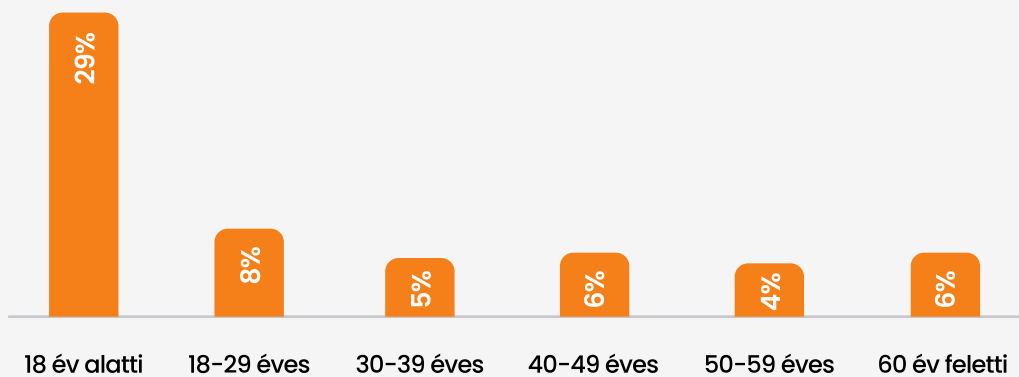 29%
8%
5%
6%
4%
6%
18 év alatti
18-29 éves
30-39 éves
40-49 éves
50-59 éves
60 év feletti